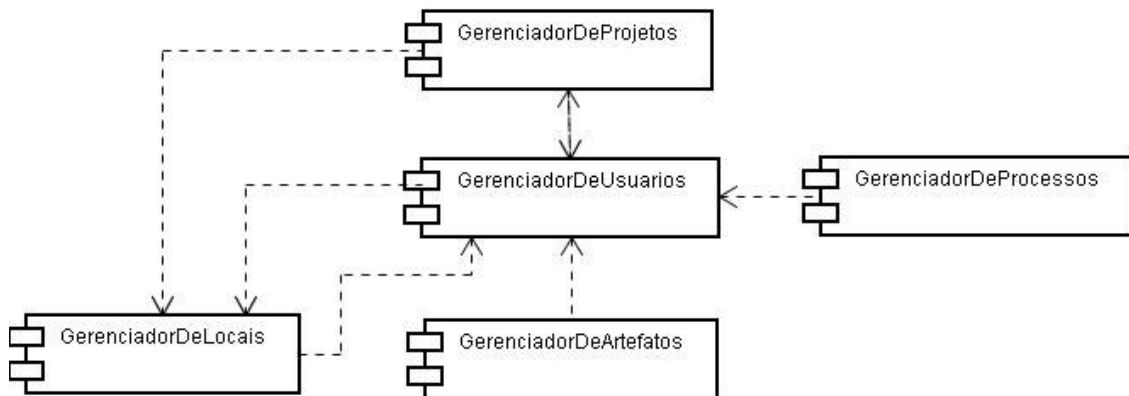 GerenciadorDeProjetos
GerenciadorDeUsuarios
GerenciadorDeProcessos
GerenciadorDeLocais
GerenciadorDeArtefatos